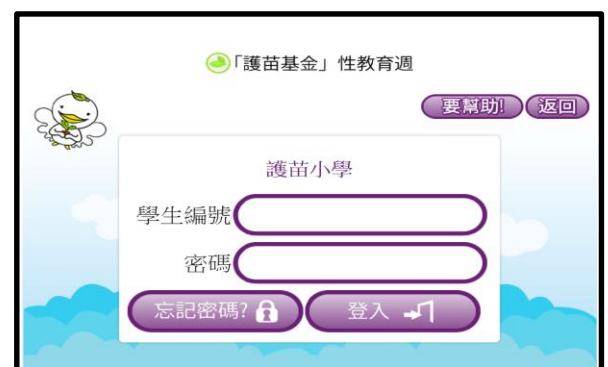 「護苗基金」性教育週
要幫助! 返回
護苗小學
學生編號
密碼
忘記密碼? 登入